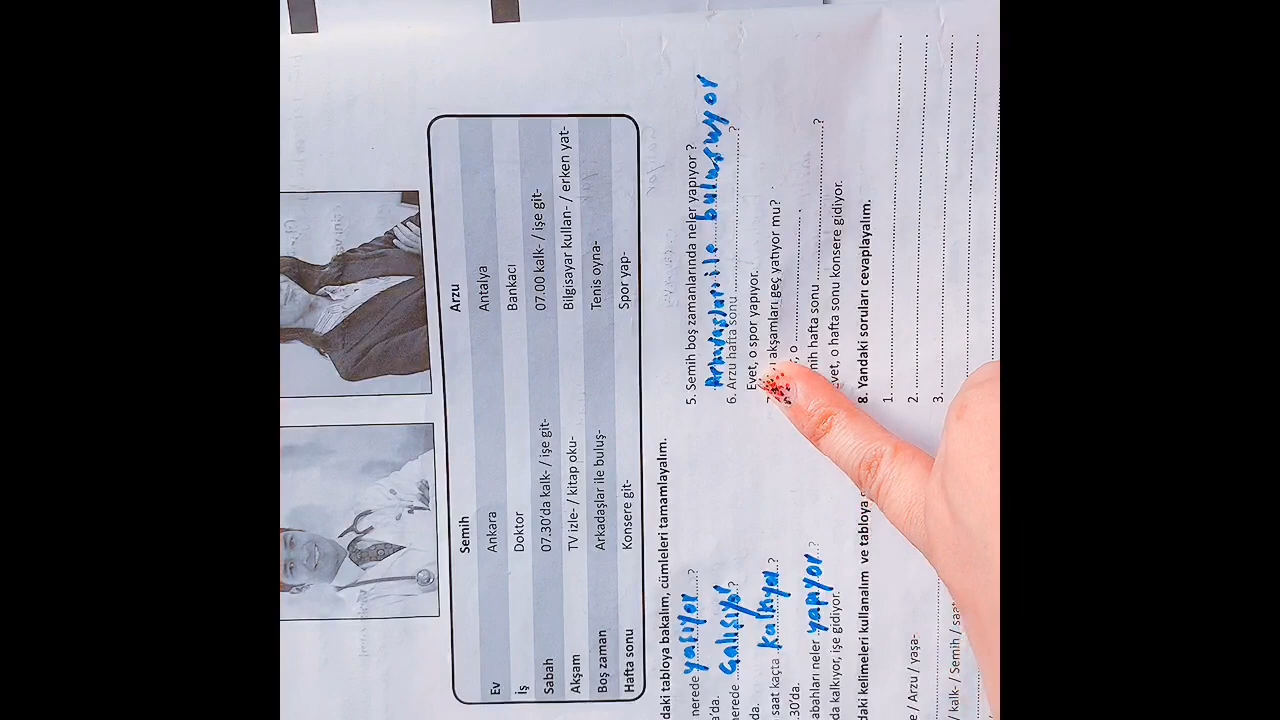 Semih Arzu
Ev Ankara Antalya
İş Doktor Bankacı
Sabah 07.30'da kalk- / işe git- 07.00 kalk- / işe git-
Akşam TV izle- / kitap oku- Bilgisayar kullan- / erken yat-
Boş zaman Arkadaşlar ile buluş- Tenis oyna-
Hafta sonu Konsere git- Spor yap-
daki tabloya bakalım, cümleleri tamamlayalım.
nerede yaşıyor ?
a'da.
nerede Çalışıyor ?
da.
saat kaçta kalkıyor ?
.30'da.
abahları neler yapıyor ?
da kalkıyor, işe gidiyor.
5. Semih boş zamanlarında neler yapıyor ?
Arkadaşları ile buluşuyor
6. Arzu hafta sonu ?
Evet, o spor yapıyor.
akşamları geç yatıyor mu?
, o
mih hafta sonu ?
Evet, o hafta sonu konsere gidiyor.
daki kelimeleri kullanalım ve tabloya
e / Arzu / yaşa-
/ kalk- / Semih / saat
8. Yandaki soruları cevaplayalım.
1.
2.
3.